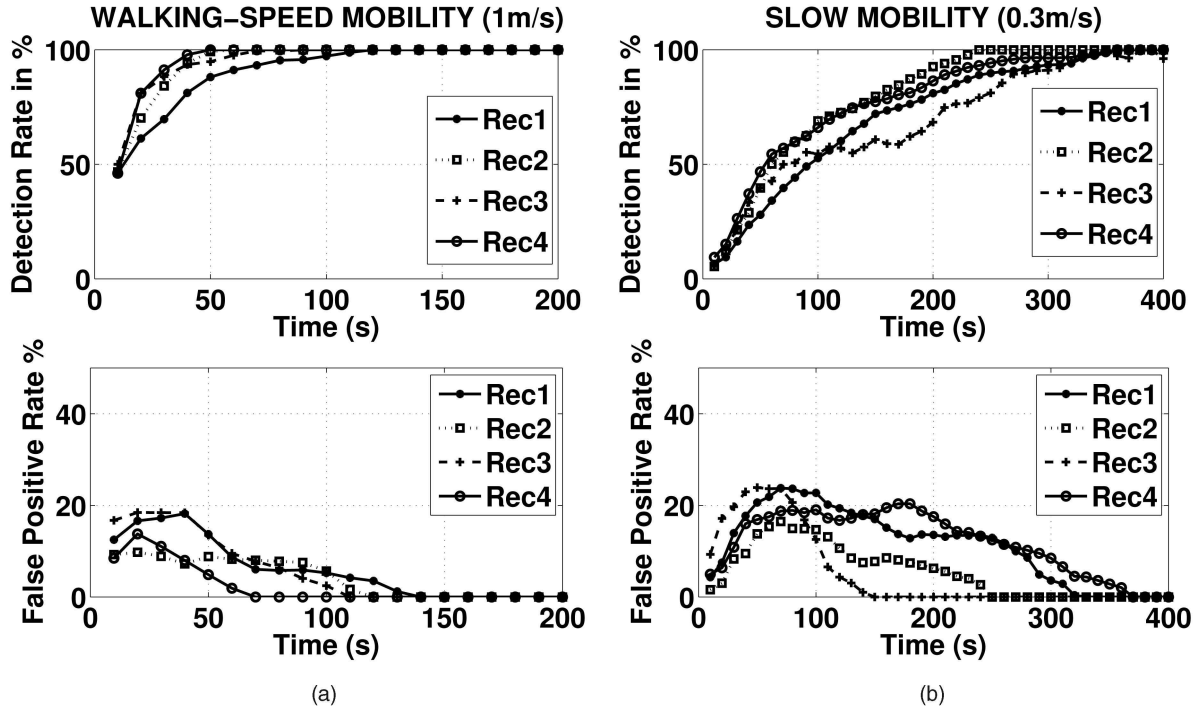 WALKING-SPEED MOBILITY (1m/s)
Detection Rate in %
100
50
0
Rec1
Rec2
Rec3
Rec4
0 50 100 150 200
Time (s)
SLOW MOBILITY (0.3m/s)
Detection Rate in %
100
50
0
Rec1
Rec2
Rec3
Rec4
0 100 200 300 400
Time (s)
False Positive Rate %
40
20
0
Rec1
Rec2
Rec3
Rec4
0 50 100 150 200
Time (s)
(a)
False Positive Rate %
40
20
0
Rec1
Rec2
Rec3
Rec4
0 100 200 300 400
Time (s)
(b)